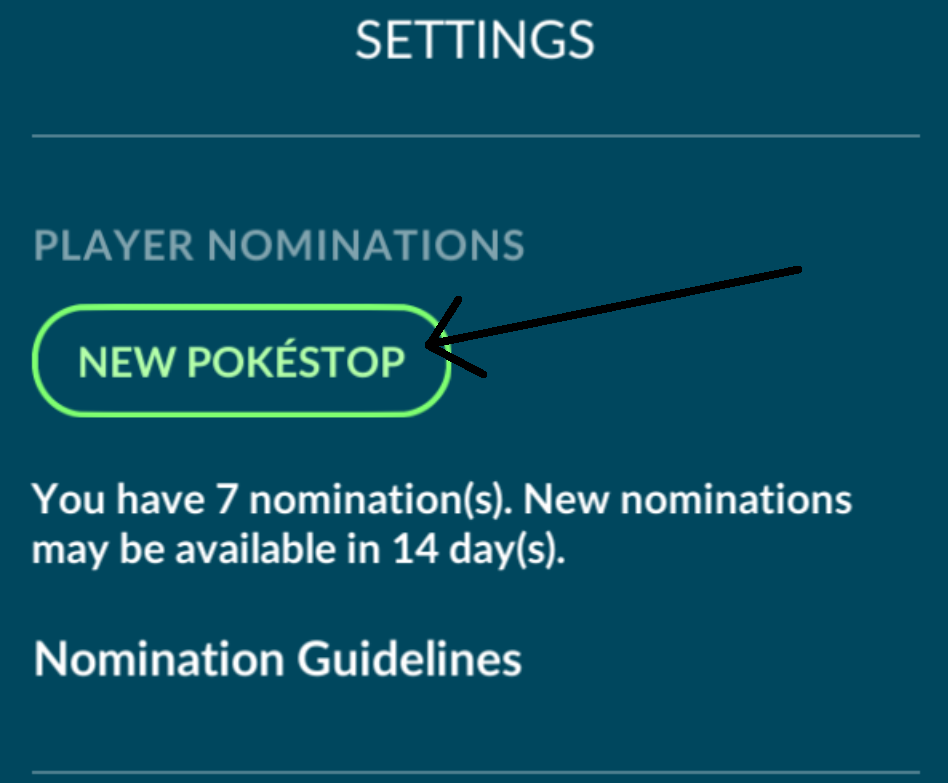 SETTINGS
PLAYER NOMINATIONS
NEW POKÉSTOP
You have 7 nomination(s). New nominations
may be available in 14 day(s).
Nomination Guidelines